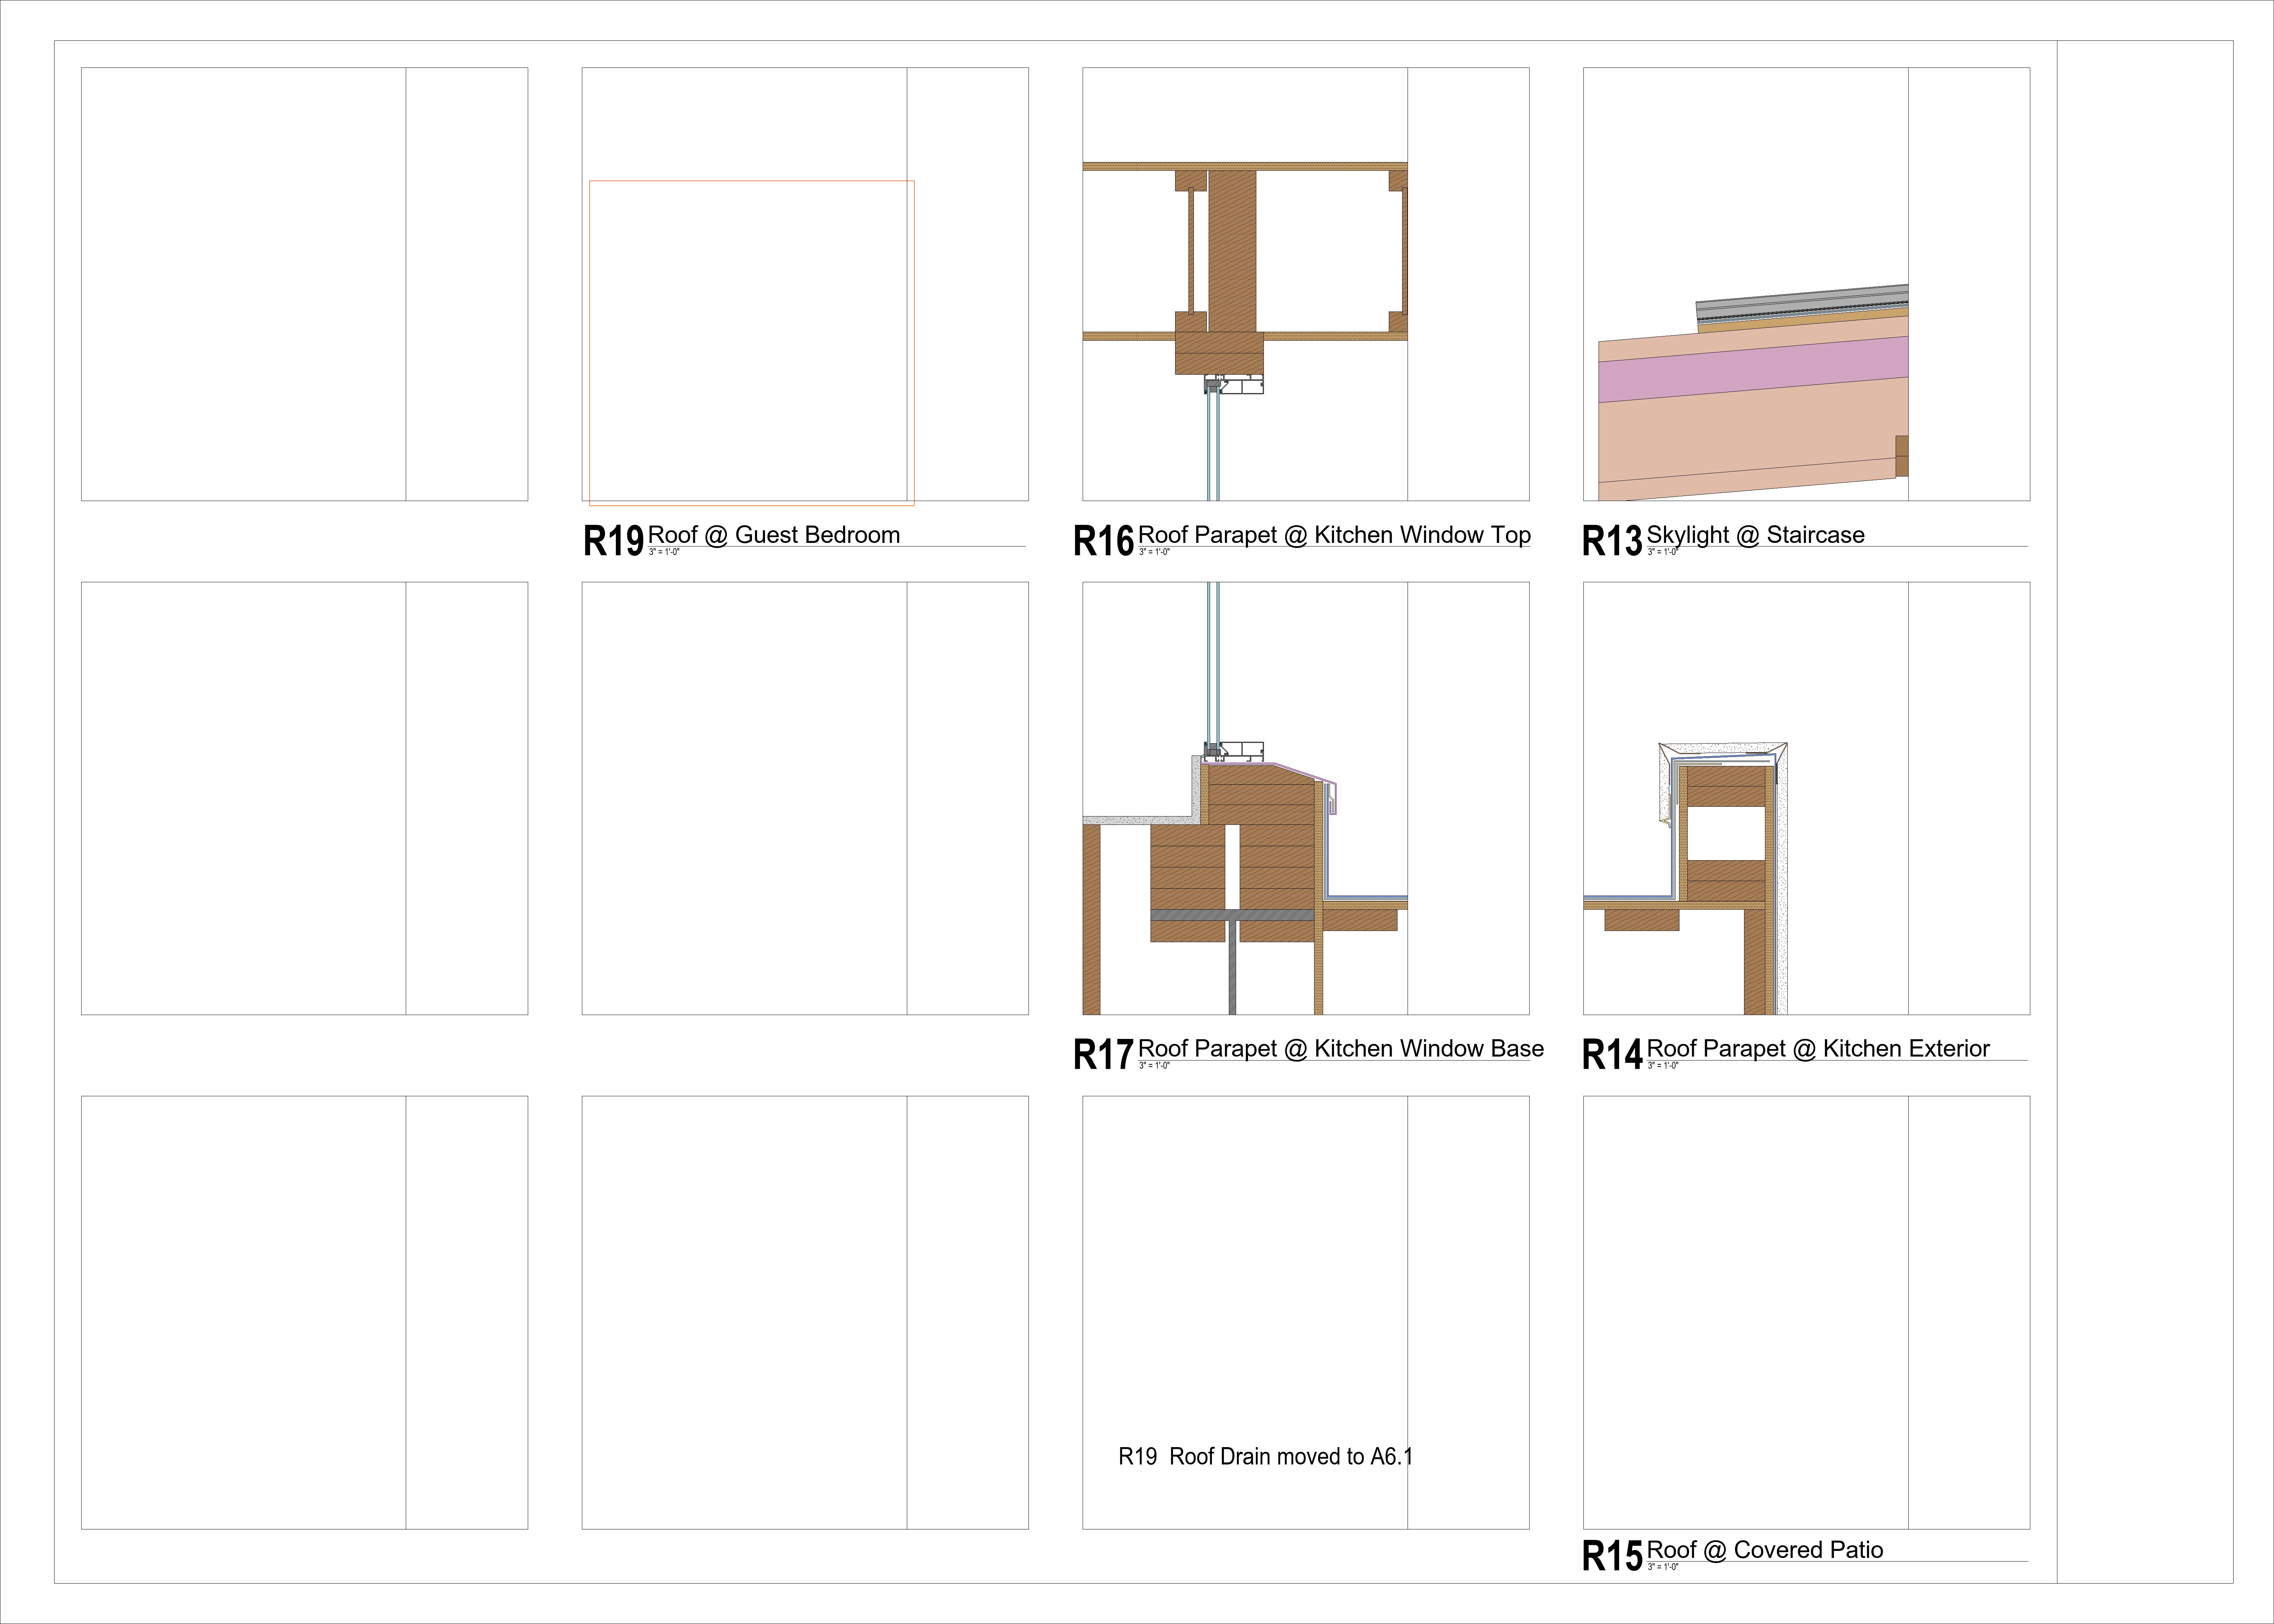 R19 Roof @ Guest Bedroom
3" = 1'-0"
R16 Roof Parapet @ Kitchen Window Top
3" = 1'-0"
R13 Skylight @ Staircase
3" = 1'-0"
R17 Roof Parapet @ Kitchen Window Base
3" = 1'-0"
R14 Roof Parapet @ Kitchen Exterior
3" = 1'-0"
R19  Roof Drain moved to A6.1
R15 Roof @ Covered Patio
3" = 1'-0"